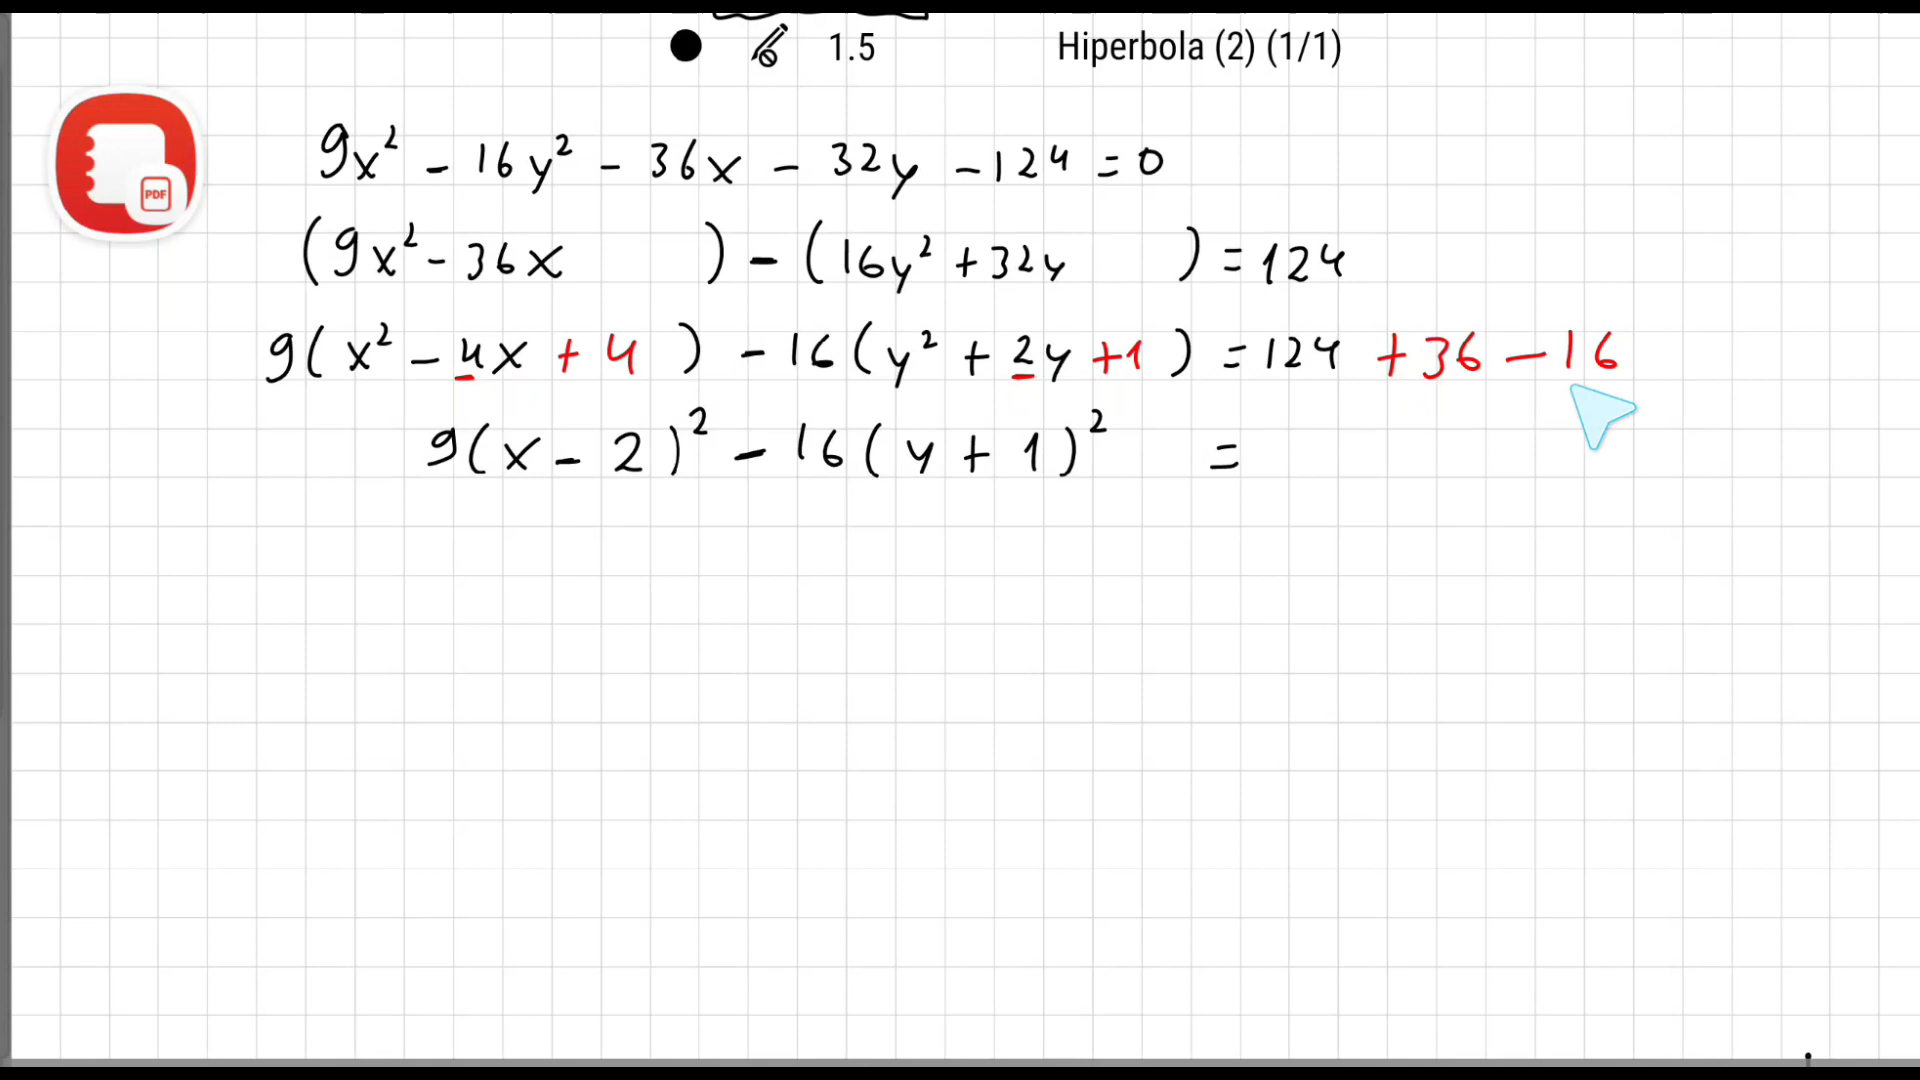 1.5 Hiperbola (2) (1/1)
PDF
9x² - 16y² - 36x - 32y - 124 = 0
(9x² - 36x ) - (16y² + 32y ) = 124
9(x² - 4x + 4 ) - 16(y² + 2y + 1 ) = 124 + 36 - 16
9(x - 2)² - 16(y + 1)² =